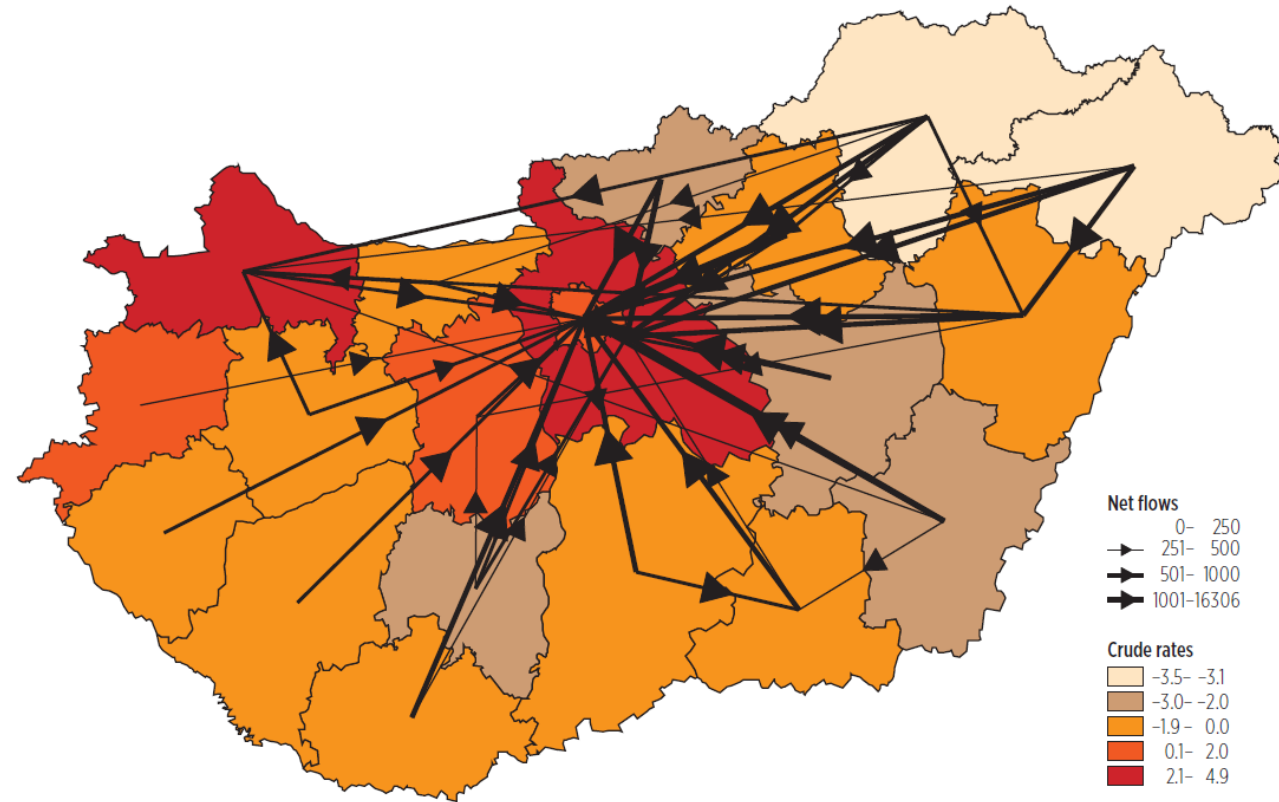 Net flows
0– 250
251– 500
501– 1000
1001–16306
Crude rates
–3.5– –3.1
–3.0– –2.0
–1.9 – 0.0
0.1– 2.0
2.1– 4.9